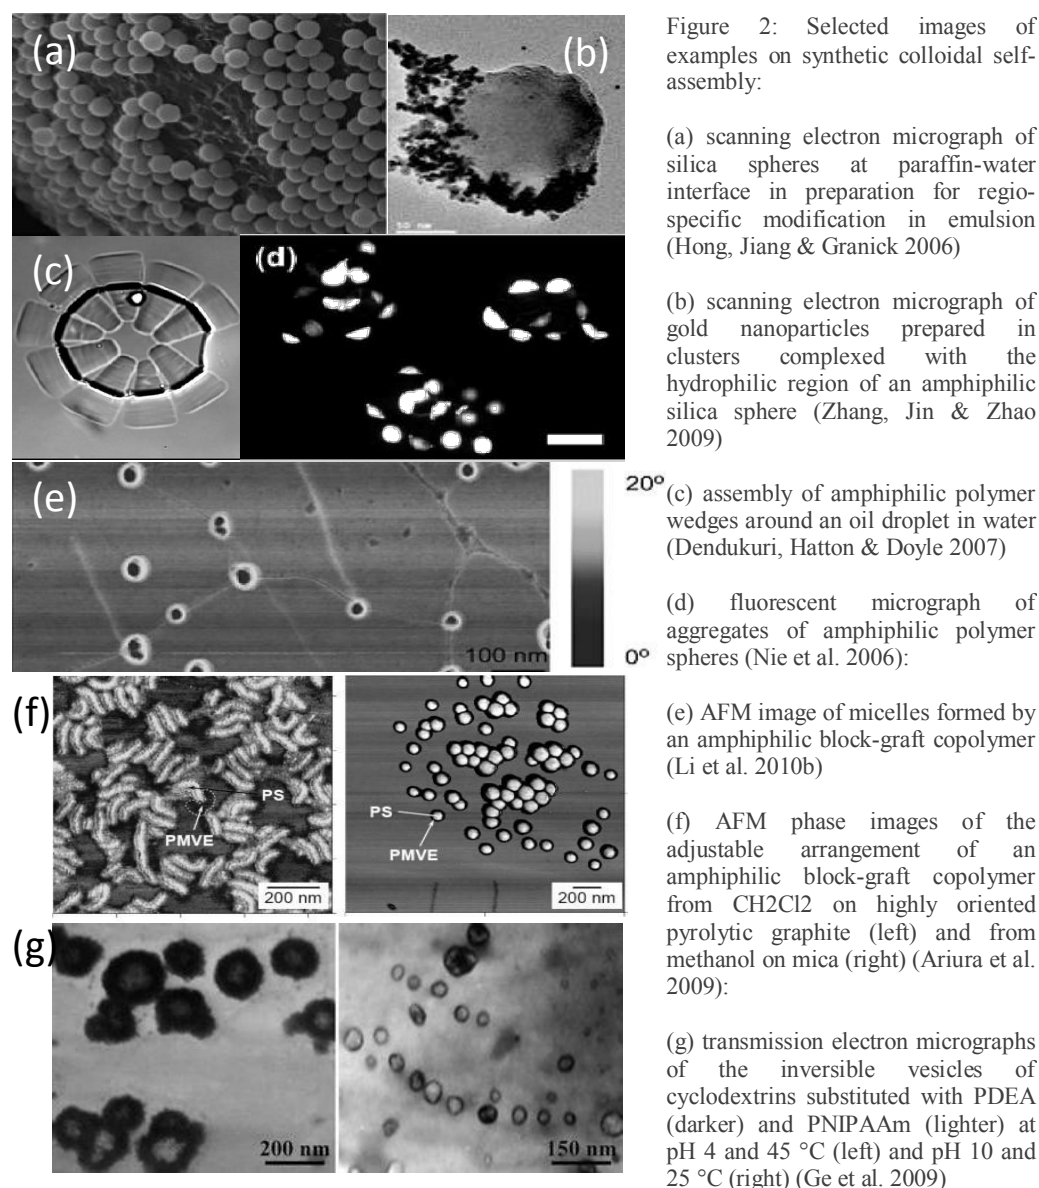 (a)
(b)
50 nm
(c)
(d)
(e)
100 nm
20º
0º
(f)
PS
PMVE
200 nm
PS
PMVE
200 nm
(g)
200 nm
150 nm
Figure 2: Selected images of
examples on synthetic colloidal self-
assembly:
(a) scanning electron micrograph of
silica spheres at paraffin-water
interface in preparation for regio-
specific modification in emulsion
(Hong, Jiang & Granick 2006)
(b) scanning electron micrograph of
gold nanoparticles prepared in
clusters complexed with the
hydrophilic region of an amphiphilic
silica sphere (Zhang, Jin & Zhao
2009)
(c) assembly of amphiphilic polymer
wedges around an oil droplet in water
(Dendukuri, Hatton & Doyle 2007)
(d) fluorescent micrograph of
aggregates of amphiphilic polymer
spheres (Nie et al. 2006):
(e) AFM image of micelles formed by
an amphiphilic block-graft copolymer
(Li et al. 2010b)
(f) AFM phase images of the
adjustable arrangement of an
amphiphilic block-graft copolymer
from CH2Cl2 on highly oriented
pyrolytic graphite (left) and from
methanol on mica (right) (Ariura et al.
2009):
(g) transmission electron micrographs
of the inversible vesicles of
cyclodextrins substituted with PDEA
(darker) and PNIPAAm (lighter) at
pH 4 and 45 °C (left) and pH 10 and
25 °C (right) (Ge et al. 2009)